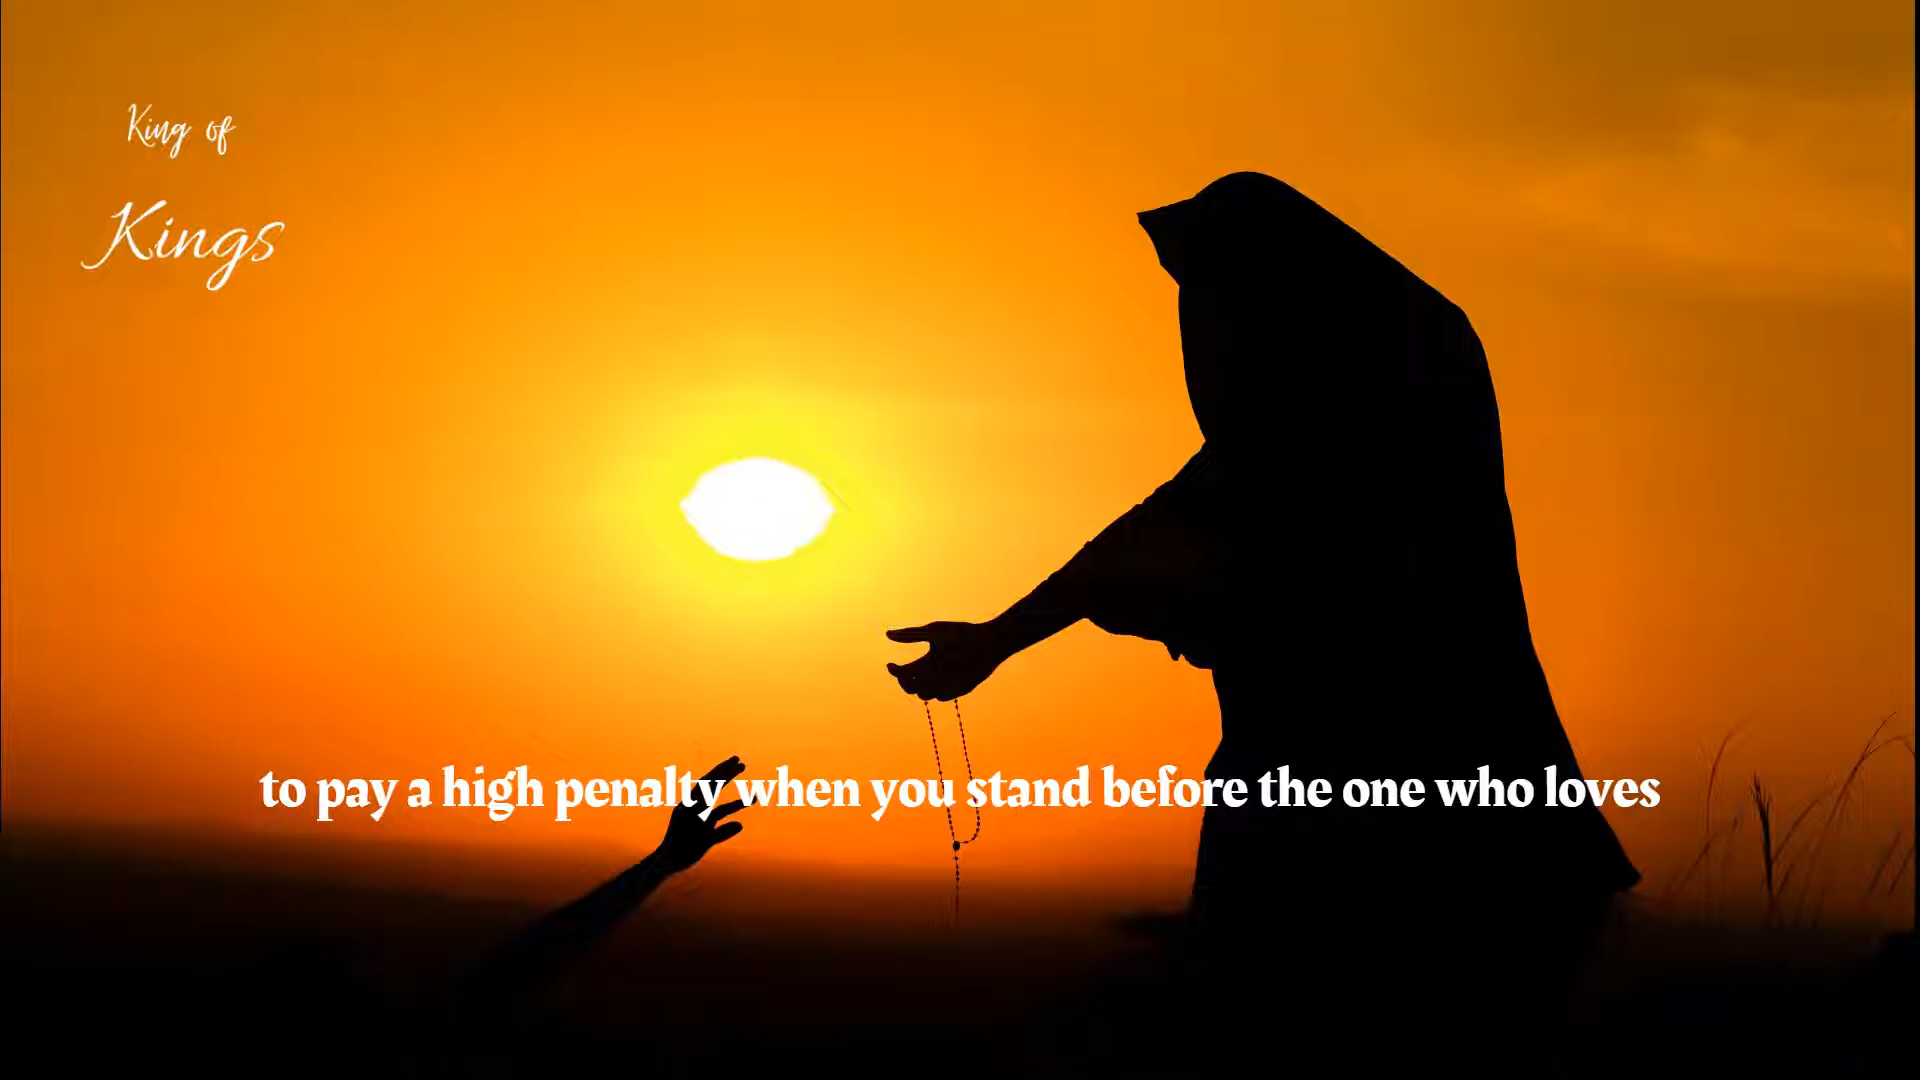 King of
Kings
to pay a high penalty when you stand before the one who loves